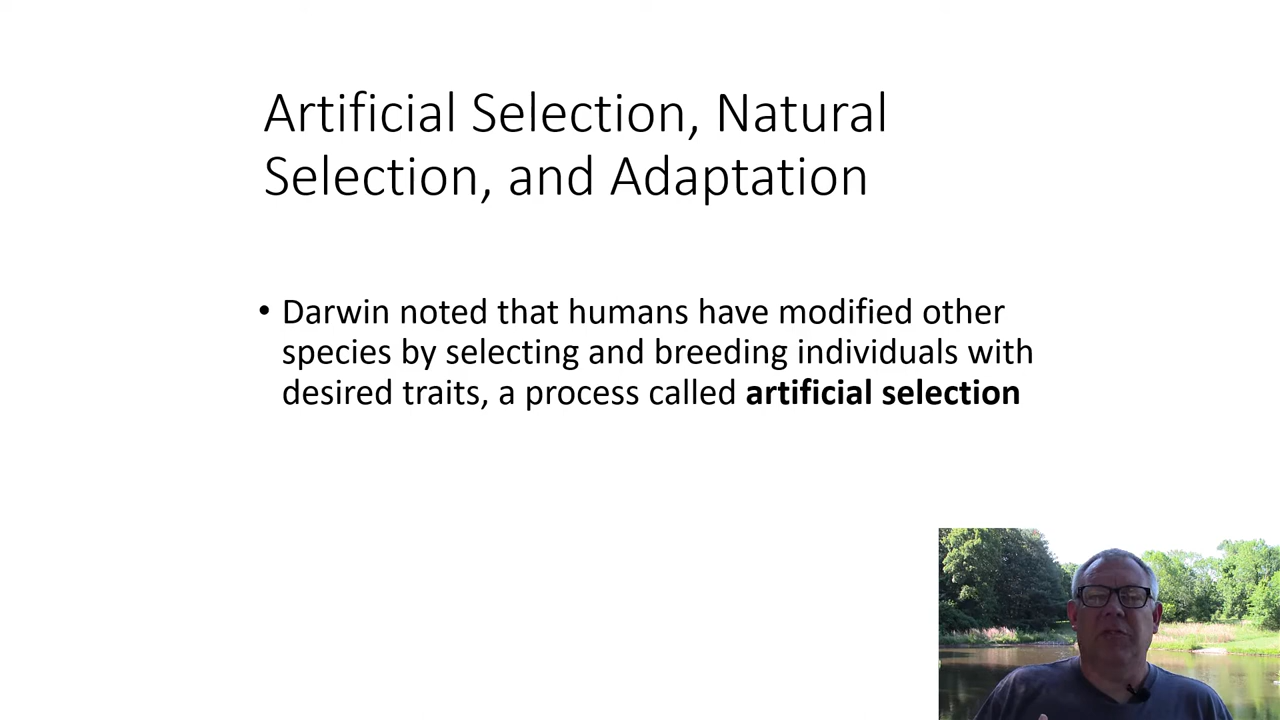 Artificial Selection, Natural
Selection, and Adaptation
• Darwin noted that humans have modified other
species by selecting and breeding individuals with
desired traits, a process called artificial selection